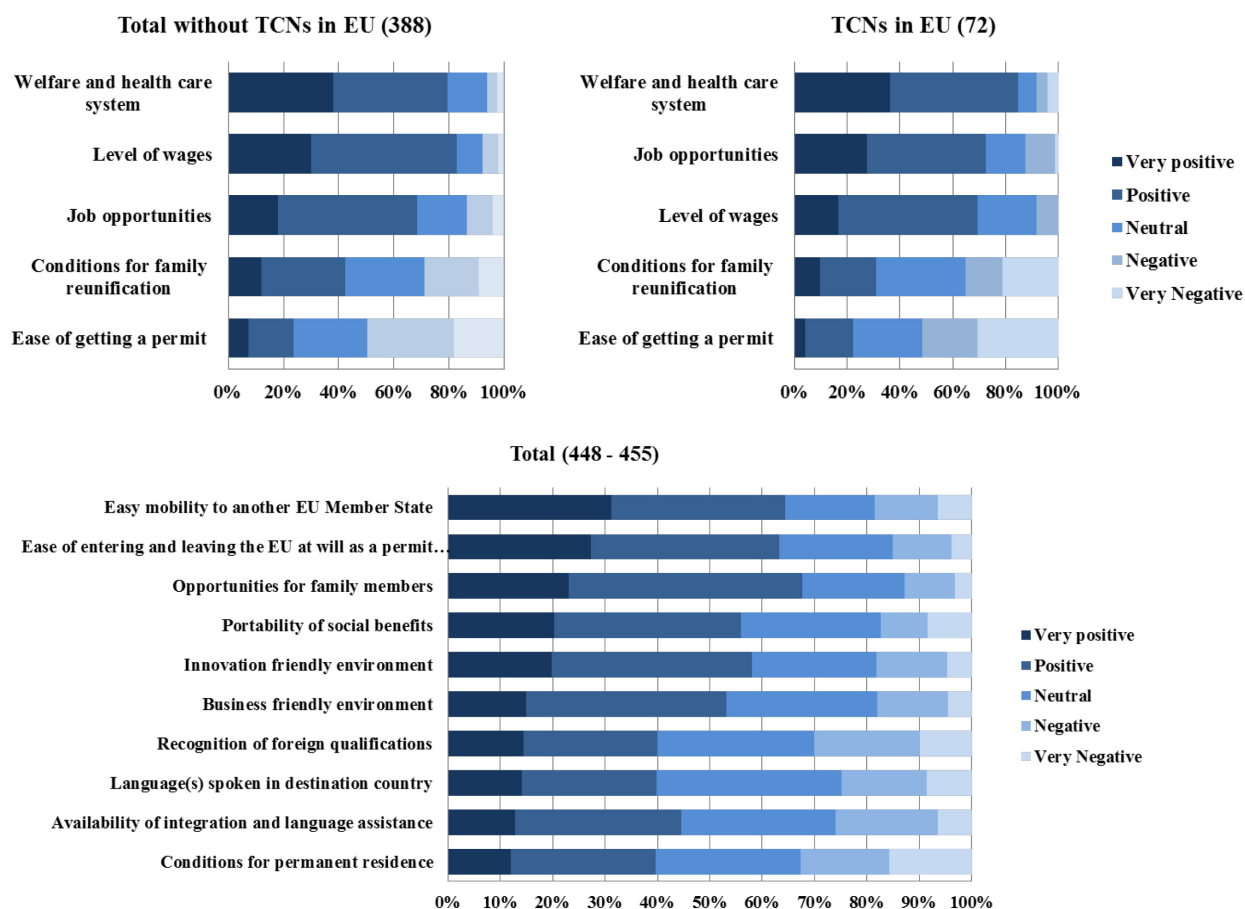 Total without TCNs in EU (388)
Welfare and health care
system
Level of wages
Job opportunities
Conditions for family
reunification
Ease of getting a permit
0% 20% 40% 60% 80% 100%
TCNs in EU (72)
Welfare and health care
system
Job opportunities
Level of wages
Conditions for family
reunification
Ease of getting a permit
0% 20% 40% 60% 80% 100%
Very positive
Positive
Neutral
Negative
Very Negative
Total (448 - 455)
Easy mobility to another EU Member State
Ease of entering and leaving the EU at will as a permit…
Opportunities for family members
Portability of social benefits
Innovation friendly environment
Business friendly environment
Recognition of foreign qualifications
Language(s) spoken in destination country
Availability of integration and language assistance
Conditions for permanent residence
0% 10% 20% 30% 40% 50% 60% 70% 80% 90% 100%
Very positive
Positive
Neutral
Negative
Very Negative